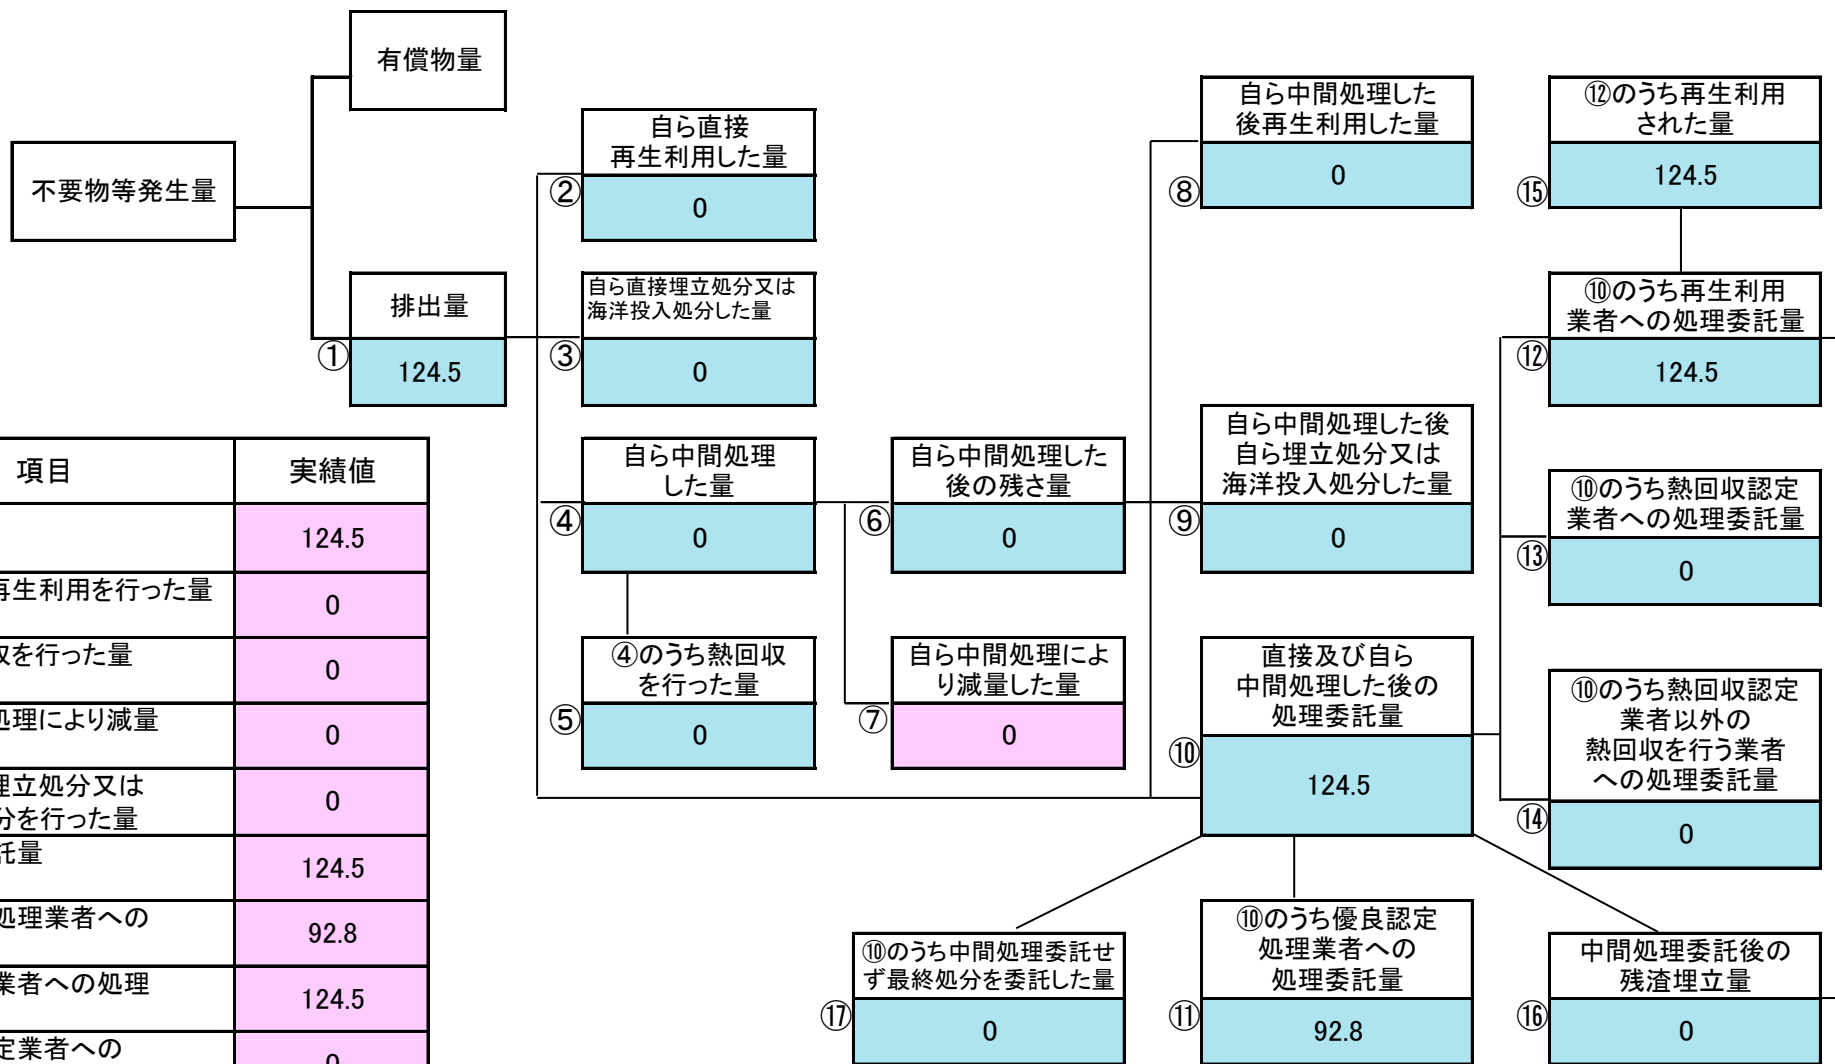 有償物量
不要物等発生量
排出量
①
124.5
自ら直接
再生利用した量
②
0
自ら直接埋立処分又は
海洋投入処分した量
③
0
自ら中間処理
した量
④
0
④のうち熱回収
を行った量
⑤
0
自ら中間処理した
後の残さ量
⑥
0
自ら中間処理によ
り減量した量
⑦
0
自ら中間処理した
後再生利用した量
⑧
0
自ら中間処理した後
自ら埋立処分又は
海洋投入処分した量
⑨
0
直接及び自ら
中間処理した後の
処理委託量
⑩
124.5
⑫のうち再生利用
された量
⑮
124.5
⑩のうち再生利用
業者への処理委託量
⑫
124.5
⑩のうち熱回収認定
業者への処理委託量
⑬
0
⑩のうち熱回収認定
業者以外の
熱回収を行う業者
への処理委託量
⑭
0
⑩のうち中間処理委託せ
ず最終処分を委託した量
⑰
0
⑩のうち優良認定
処理業者への
処理委託量
⑪
92.8
中間処理委託後の
残渣埋立量
⑯
0
項目 実績値
124.5
再生利用を行った量 0
を行った量 0
処理により減量 0
埋立処分又は
を行った量 0
託量 124.5
処理業者への 92.8
業者への処理 124.5
定業者への 0